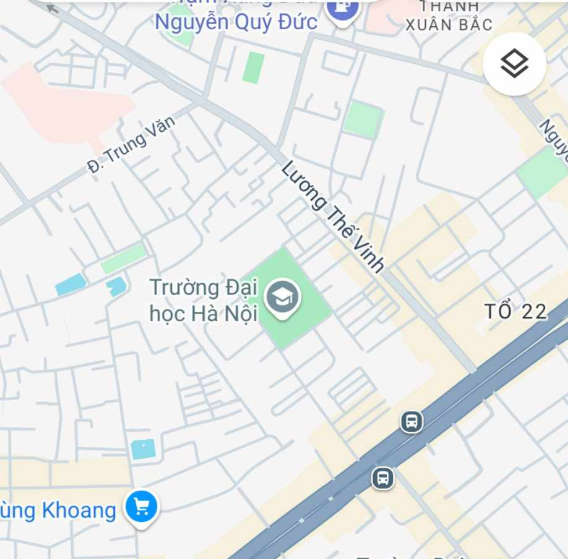 Nguyễn Quý Đức
THANH
XUÂN BẮC
Đ. Trung Văn
Lương Thế Vinh
Trường Đại
học Hà Nội
TỔ 22
ùng Khoang